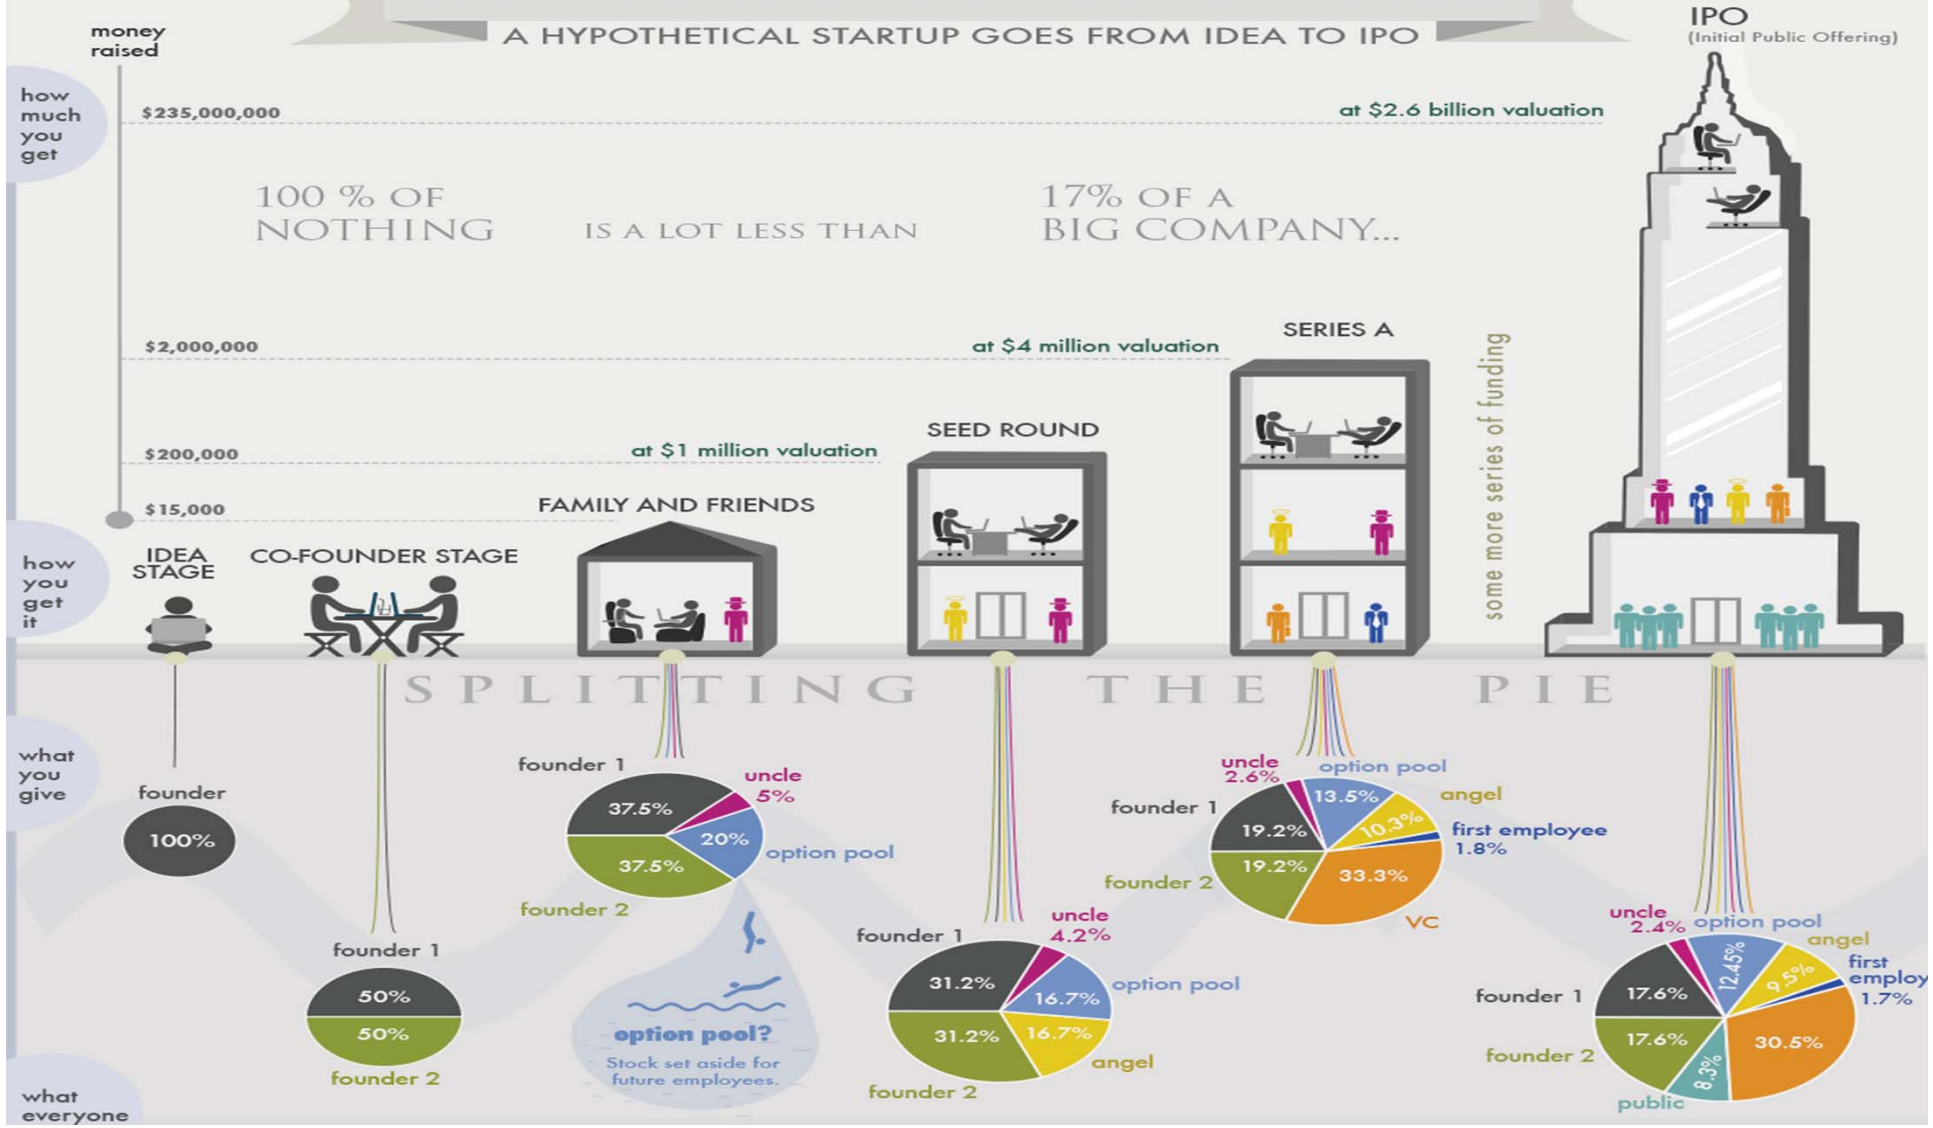 A HYPOTHETICAL STARTUP GOES FROM IDEA TO IPO
IPO
(Initial Public Offering)
money
raised
how
much
you
get
$235,000,000
at $2.6 billion valuation
100 % OF
NOTHING
IS A LOT LESS THAN
17% OF A
BIG COMPANY...
$2,000,000
at $4 million valuation
SERIES A
some more series of funding
$200,000
at $1 million valuation
SEED ROUND
$15,000
FAMILY AND FRIENDS
how
you
get
it
IDEA
STAGE
CO-FOUNDER STAGE
SPLITTING THE PIE
what
you
give
founder
100%
founder 1
50%
50%
founder 2
founder 1
37.5%
uncle
5%
20%
option pool
37.5%
founder 2
option pool?
Stock set aside for
future employees.
founder 1
31.2%
uncle
4.2%
option pool
16.7%
16.7%
angel
31.2%
founder 2
uncle
2.6%
option pool
13.5%
angel
10.3%
first employee
1.8%
founder 1
19.2%
19.2%
founder 2
33.3%
VC
uncle
2.4%
option pool
12.45%
angel
9.5%
first
employ
1.7%
founder 1
17.6%
17.6%
founder 2
30.5%
8.3%
public
what
everyone